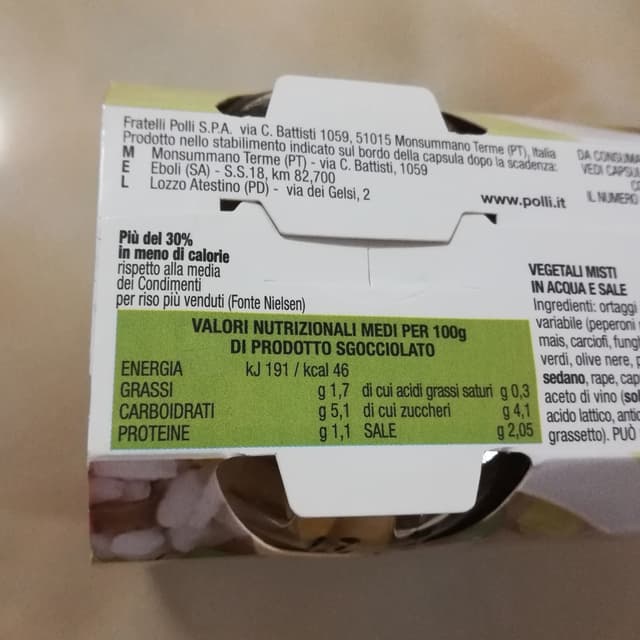 Fratelli Polli S.P.A. via C. Battisti 1059, 51015 Monsummano Terme (PT), Italia
Prodotto nello stabilimento indicato sul bordo della capsula dopo la scadenza:
M Monsummano Terme (PT) - via C. Battisti, 1059
E Eboli (SA) - S.S.18, km 82,700
L Lozzo Atestino (PD) - via dei Gelsi, 2
www.polli.it
DA
VEDI
IL NUMERO
Più del 30%
in meno di calorie
rispetto alla media
dei Condimenti
per riso più venduti (Fonte Nielsen)
VALORI NUTRIZIONALI MEDI PER 100g
DI PRODOTTO SGOCCIOLATO
ENERGIA kJ 191 / kcal 46
GRASSI g 1,7 di cui acidi grassi saturi g 0,3
CARBOIDRATI g 5,1 di cui zuccheri g 4,1
PROTEINE g 1,1 SALE g 2,05
VEGETALI MISTI
IN ACQUA E SALE
Ingredienti: ortaggi
variabile (peperoni
mais, carciofi,
verdi, olive nere,
sedano, rape,
aceto di vino
acido lattico,
grassetto). PUÒ